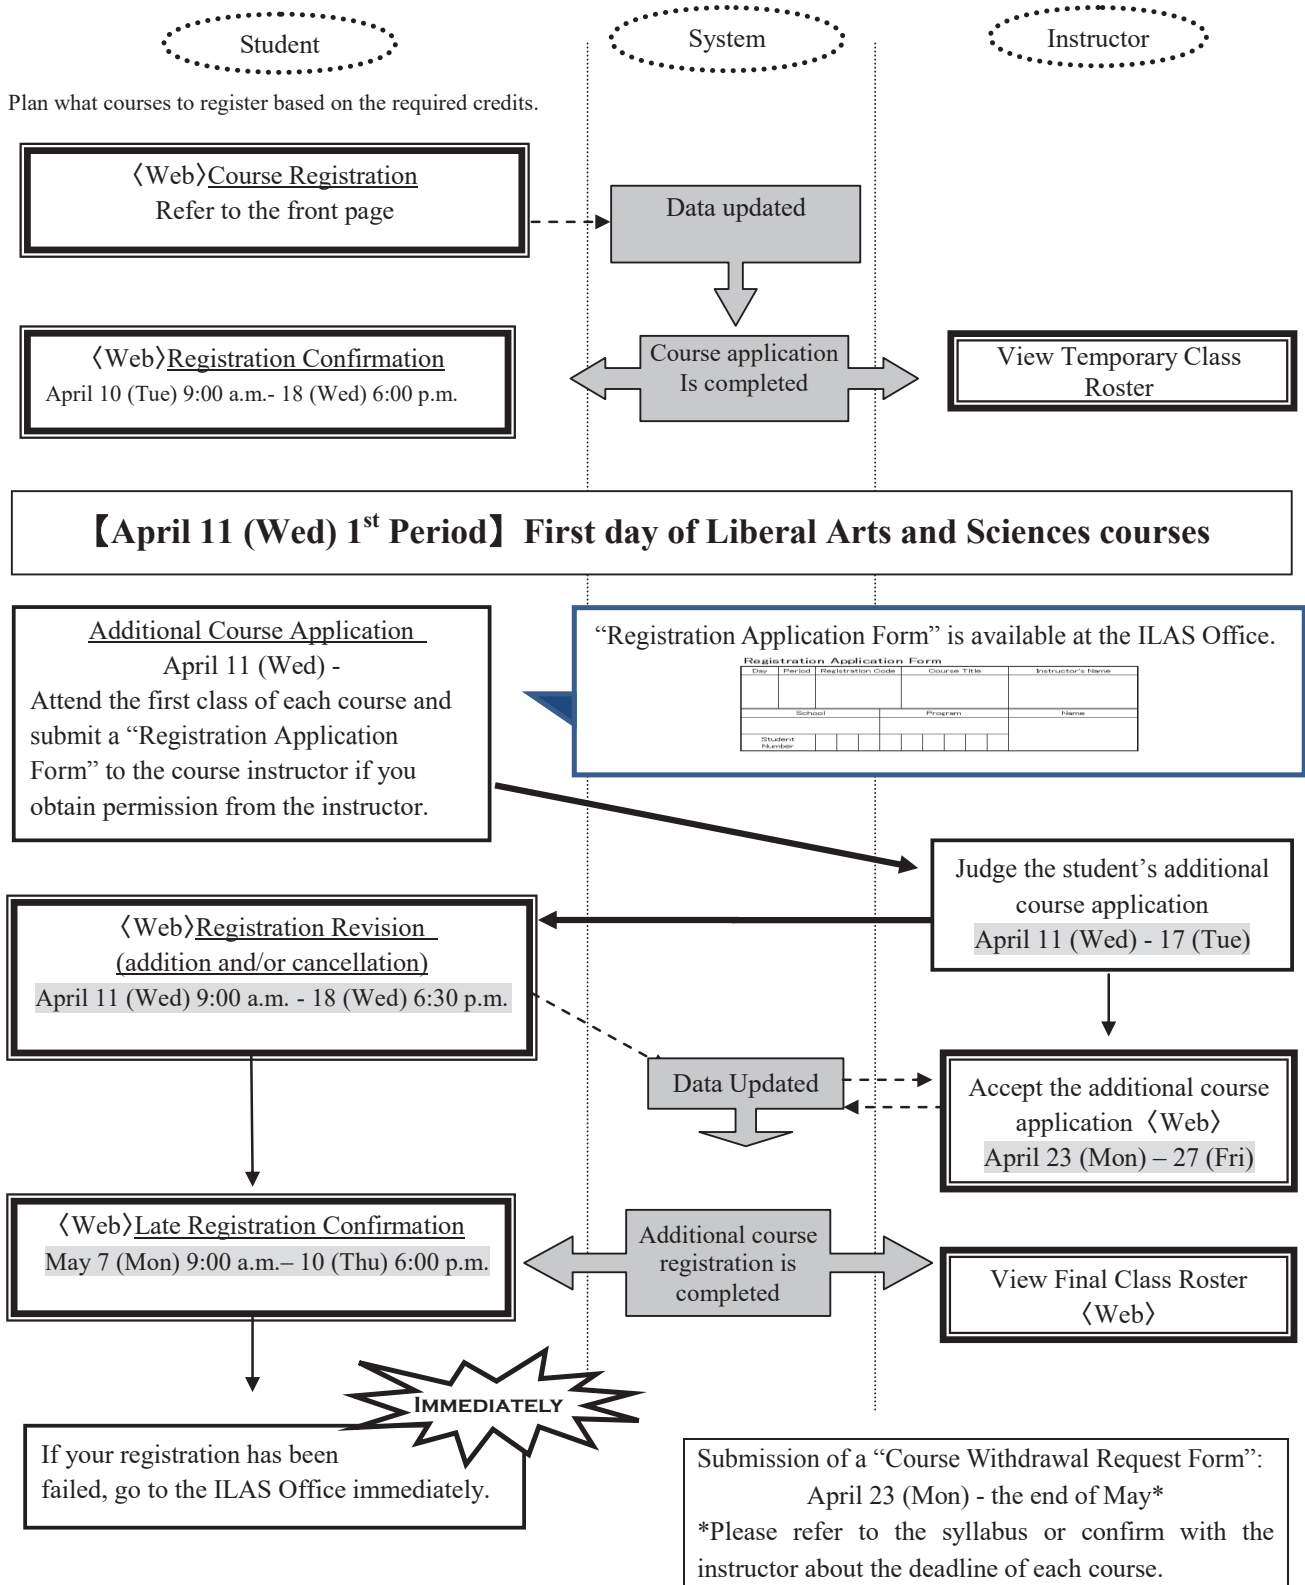 Student
System
Instructor
Plan what courses to register based on the required credits.
〈Web〉Course Registration
Refer to the front page
Data updated
〈Web〉Registration Confirmation
April 10 (Tue) 9:00 a.m.- 18 (Wed) 6:00 p.m.
Course application
Is completed
View Temporary Class
Roster
【April 11 (Wed) 1st Period】First day of Liberal Arts and Sciences courses
Additional Course Application
April 11 (Wed) -
Attend the first class of each course and
submit a “Registration Application
Form” to the course instructor if you
obtain permission from the instructor.
“Registration Application Form” is available at the ILAS Office.
Registration Application Form
Day Period Registration Code Course Title Instructor's Name
School Program Name
Student
Number
Judge the student’s additional
course application
April 11 (Wed) - 17 (Tue)
〈Web〉Registration Revision
(addition and/or cancellation)
April 11 (Wed) 9:00 a.m. - 18 (Wed) 6:30 p.m.
Data Updated
Accept the additional course
application〈Web〉
April 23 (Mon) – 27 (Fri)
〈Web〉Late Registration Confirmation
May 7 (Mon) 9:00 a.m.– 10 (Thu) 6:00 p.m.
Additional course
registration is
completed
View Final Class Roster
〈Web〉
IMMEDIATELY
If your registration has been
failed, go to the ILAS Office immediately.
Submission of a “Course Withdrawal Request Form”:
April 23 (Mon) - the end of May*
*Please refer to the syllabus or confirm with the
instructor about the deadline of each course.